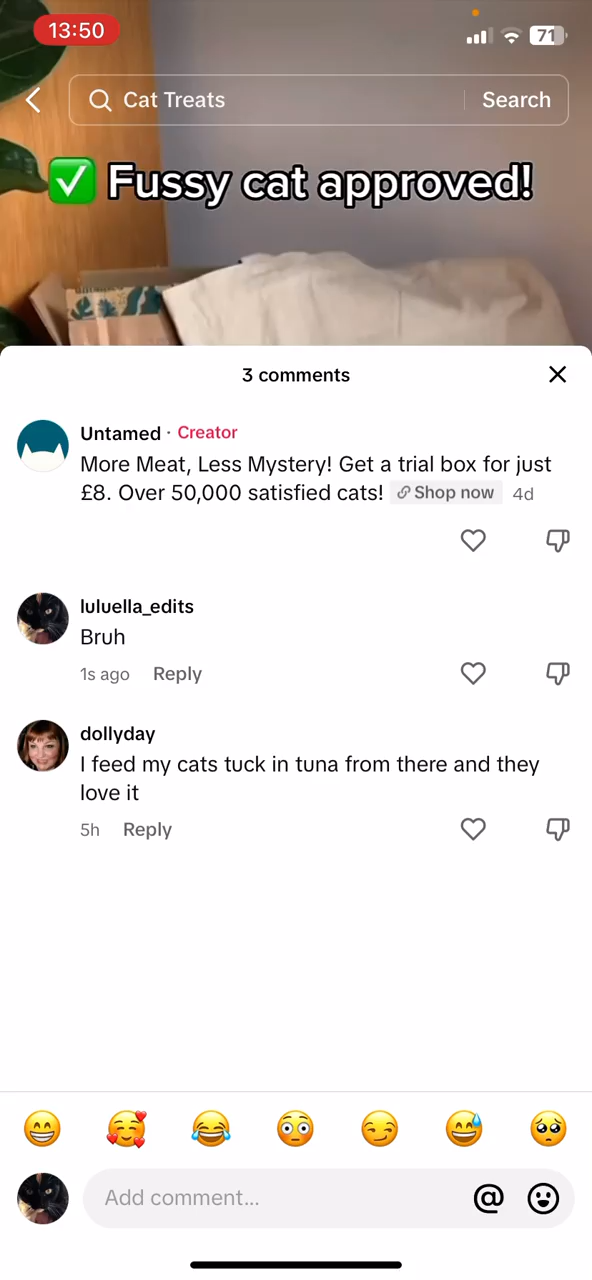 13:50
71
Cat Treats
Search
✅ Fussy cat approved!
3 comments
Untamed · Creator
More Meat, Less Mystery! Get a trial box for just
£8. Over 50,000 satisfied cats! Shop now 4d
luluella_edits
Bruh
1s ago Reply
dollyday
I feed my cats tuck in tuna from there and they
love it
5h Reply
Add comment...
@